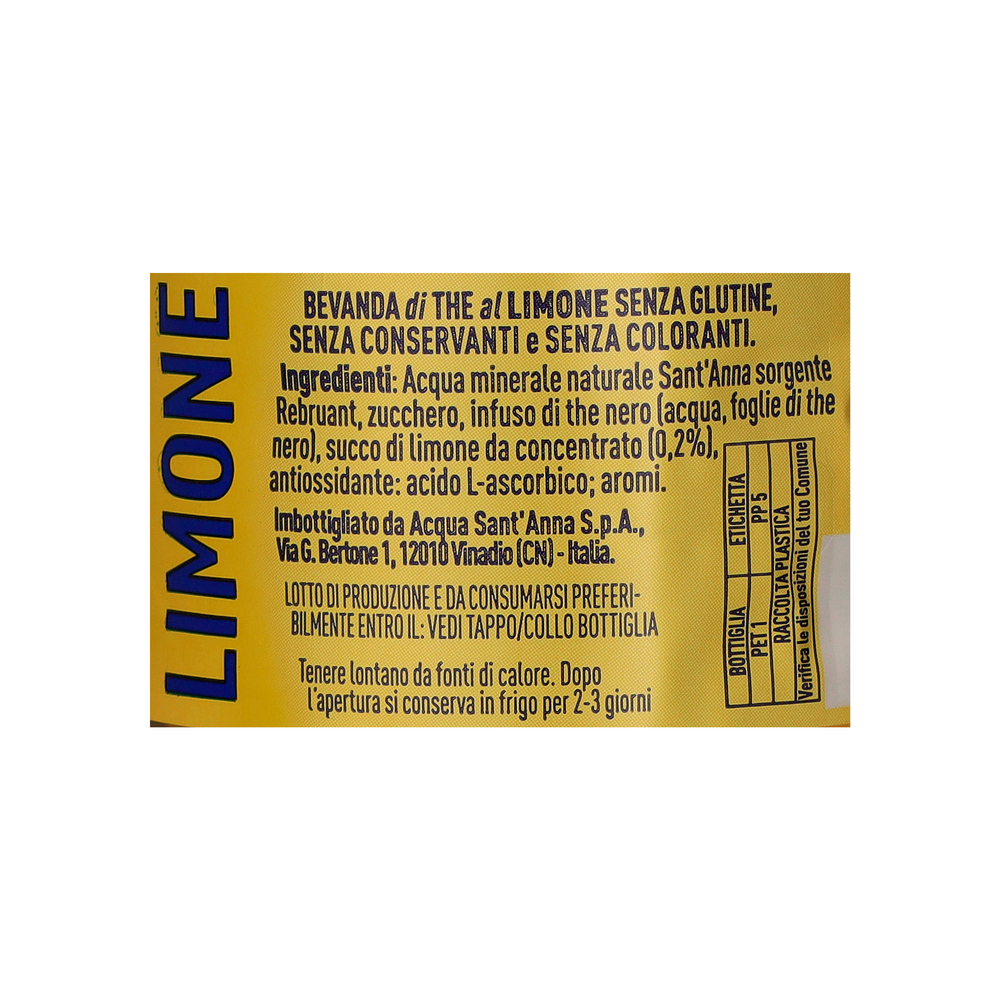 LIMONE
BEVANDA di THE al LIMONE SENZA GLUTINE,
SENZA CONSERVANTI e SENZA COLORANTI.
Ingredienti: Acqua minerale naturale Sant'Anna sorgente
Rebruant, zucchero, infuso di the nero (acqua, foglie di the
nero), succo di limone da concentrato (0,2%),
antiossidante: acido L-ascorbico; aromi.
Imbottigliato da Acqua Sant'Anna S.p.A.,
Via G. Bertone 1, 12010 Vinadio (CN) - Italia.
LOTTO DI PRODUZIONE E DA CONSUMARSI PREFERI-
BILMENTE ENTRO IL: VEDI TAPPO/COLLO BOTTIGLIA
Tenere lontano da fonti di calore. Dopo
l'apertura si conserva in frigo per 2-3 giorni
BOTTIGLIA ETICHETTA
PET 1 PP 5
RACCOLTA PLASTICA
Verifica le disposizioni del tuo Comune